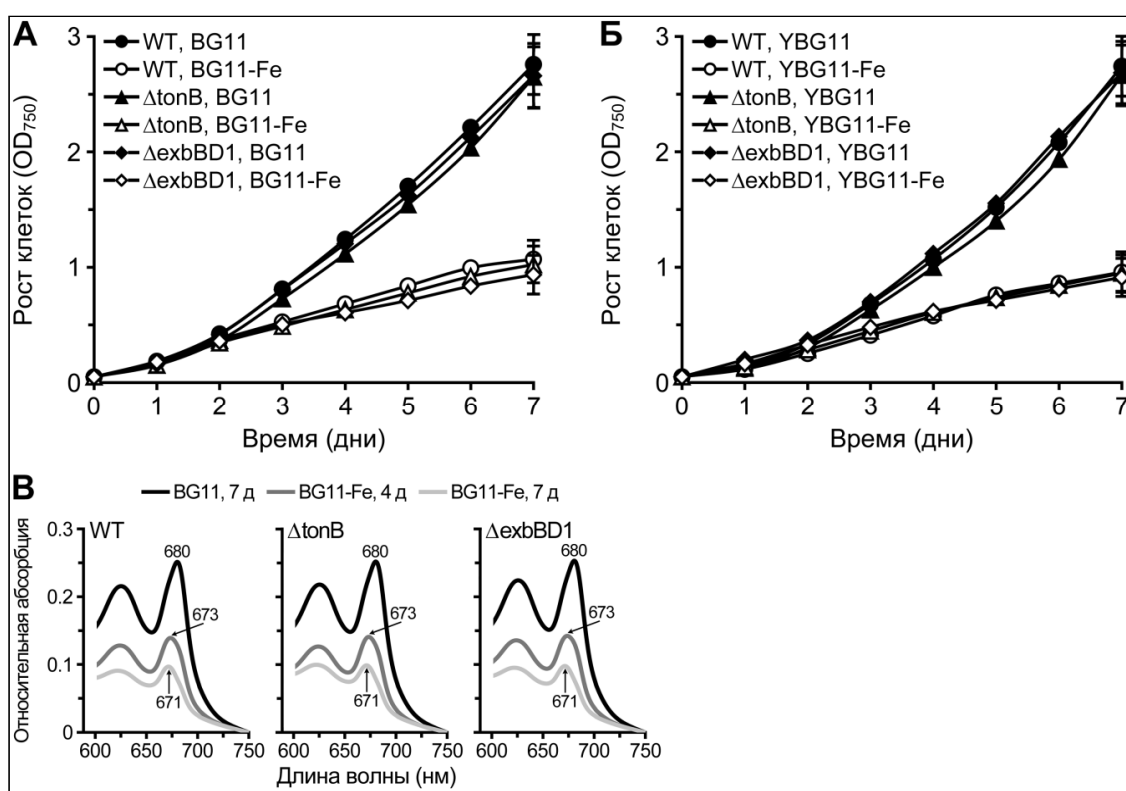 А
Рост клеток (OD750)
3
2
1
0
WT, BG11
WT, BG11-Fe
ΔtonB, BG11
ΔtonB, BG11-Fe
ΔexbBD1, BG11
ΔexbBD1, BG11-Fe
0 1 2 3 4 5 6 7
Время (дни)
Б
Рост клеток (OD750)
3
2
1
0
WT, YBG11
WT, YBG11-Fe
ΔtonB, YBG11
ΔtonB, YBG11-Fe
ΔexbBD1, YBG11
ΔexbBD1, YBG11-Fe
0 1 2 3 4 5 6 7
Время (дни)
В
BG11, 7 д BG11-Fe, 4 д BG11-Fe, 7 д
Относительная абсорбция
0.3
0.2
0.1
0
WT
680
673
671
600 650 700 750
ΔtonB
680
673
671
600 650 700 750
ΔexbBD1
680
673
671
600 650 700 750
Длина волны (нм)